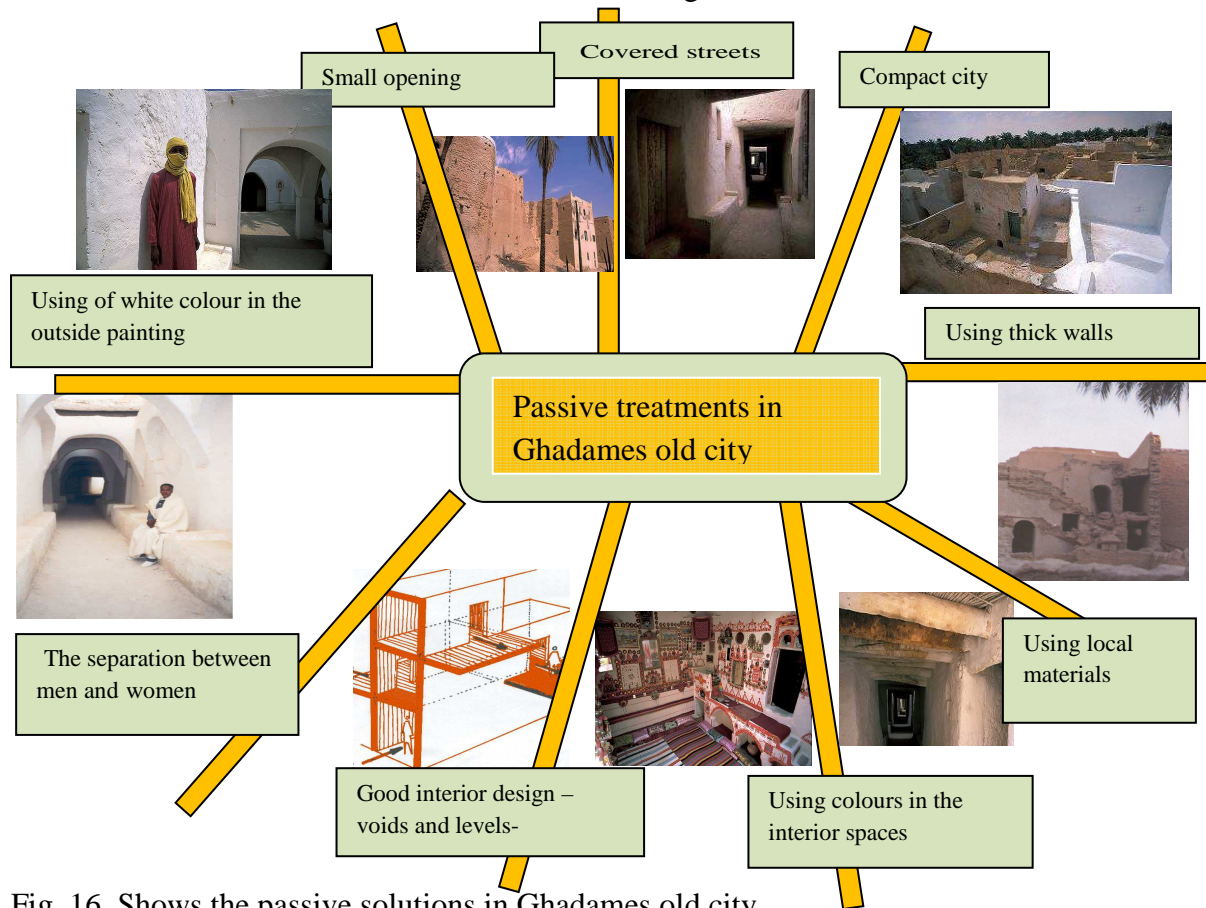 Covered streets
Small opening
Compact city
Using of white colour in the
outside painting
Using thick walls
Passive treatments in
Ghadames old city
The separation between
men and women
Using local
materials
Good interior design –
voids and levels-
Using colours in the
interior spaces
Fig. 16. Shows the passive solutions in Ghadames old city